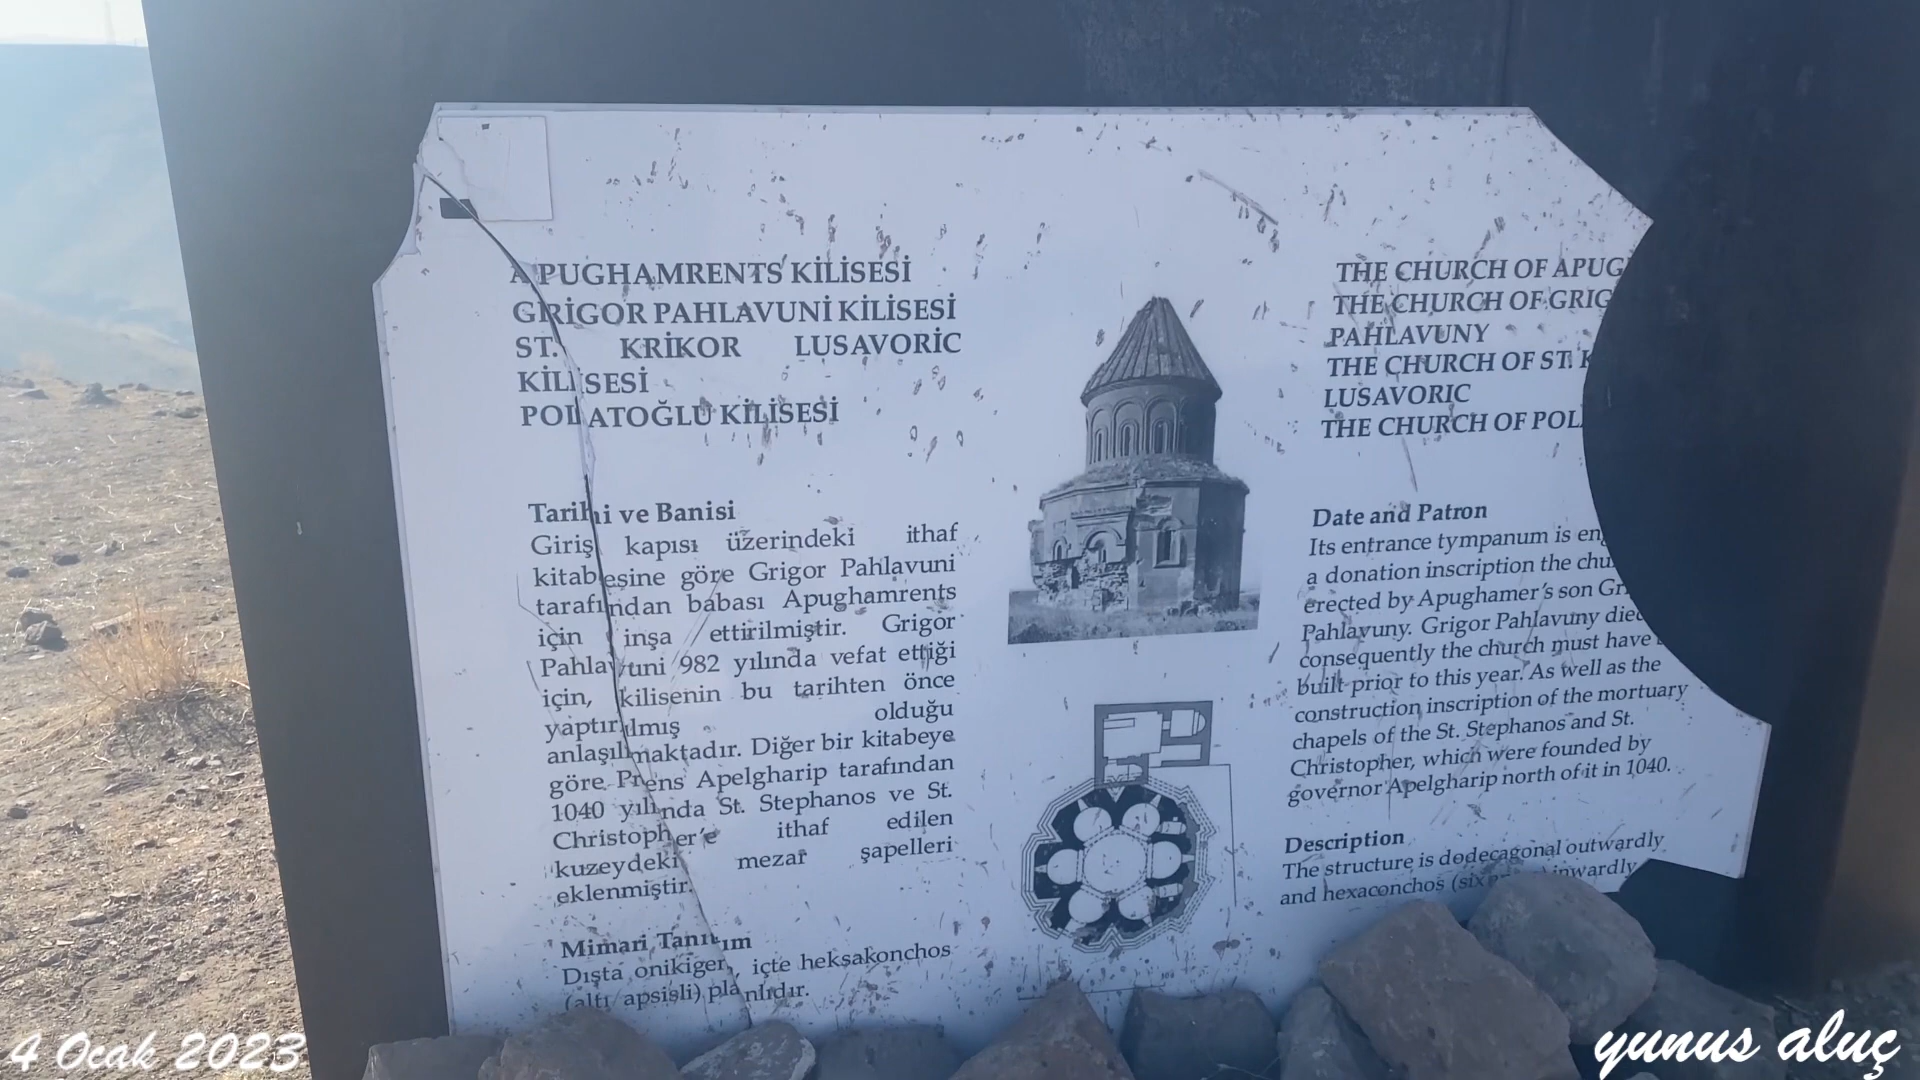 APUGHAMRENTS KİLİSESİ
GRİGOR PAHLAVUNİ KİLİSESİ
ST. KRİKOR LUSAVORİC
KİLİSESİ
POLATOĞLU KİLİSESİ
Tarihi ve Banisi
Giriş kapısı üzerindeki ithaf
kitabesine göre Grigor Pahlavuni
tarafından babası Apughamrents
için inşa ettirilmiştir. Grigor
Pahlavuni 982 yılında vefat ettiği
için, kilisenin bu tarihten önce
yaptırılmış olduğu
anlaşılmaktadır. Diğer bir kitabeye
göre Prens Apelgharip tarafından
1040 yılında St. Stephanos ve St.
Christopher'e ithaf edilen
kuzeydeki mezar şapelleri
eklenmiştir.
Mimari Tanıtım
Dışta onikigen, içte heksakonchos
(altı apsisli) planlıdır.
THE CHURCH OF APUG
THE CHURCH OF GRIG
PAHLAVUNY
THE CHURCH OF ST. K
LUSAVORIC
THE CHURCH OF POL
Date and Patron
Its entrance tympanum is en
a donation inscription the chu
erected by Apughamer's son Gr
Pahlavuny. Grigor Pahlavuny died
consequently the church must have
built prior to this year. As well as the
construction inscription of the mortuary
chapels of the St. Stephanos and St.
Christopher, which were founded by
governor Apelgharip north of it in 1040.
Description
The structure is dodecagonal outwardly
and hexaconchos (six inwardly
4 Ocak 2023
yunus aluç